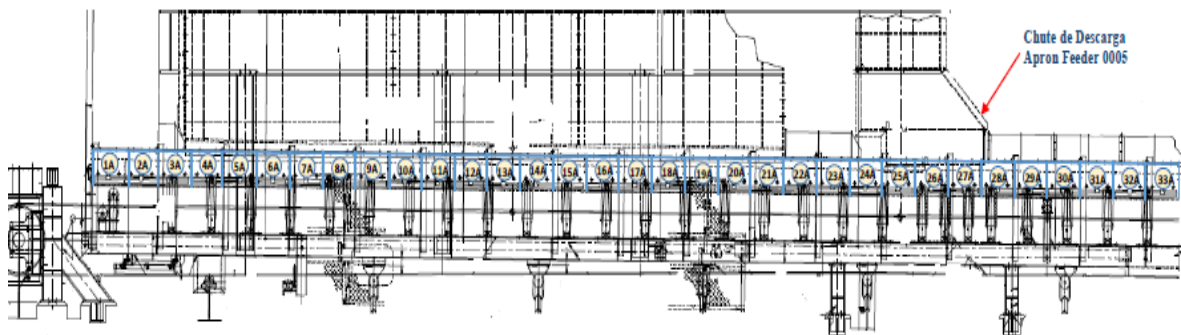 Chute de Descarga
Apron Feeder 0005
1A 2A 3A 4A 5A 6A 7A 8A 9A 10A 11A 12A 13A 14A 15A 16A 17A 18A 19A 20A 21A 22A 23A 24A 25A 26A 27A 28A 29A 30A 31A 32A 33A